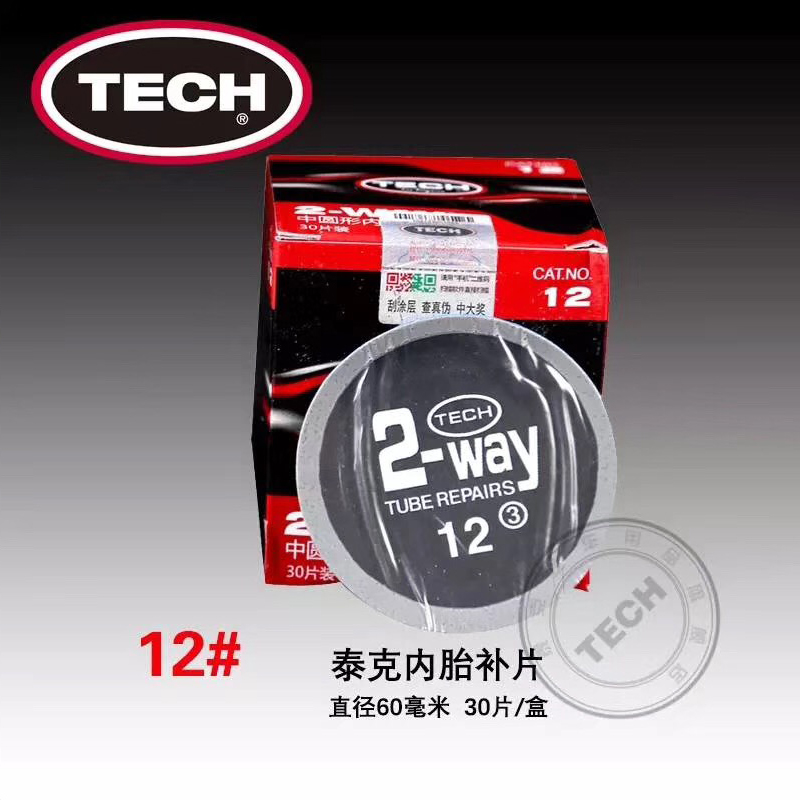 TECH®
TECH
12
2-W
中圆形内
30片装
TECH
CAT.NO.
12
刮涂层 查真伪 中大奖
TECH
2-way
TUBE REPAIRS
12 ③
2
中圆
30片装
TECH
12#
泰克内胎补片
直径60毫米 30片/盒